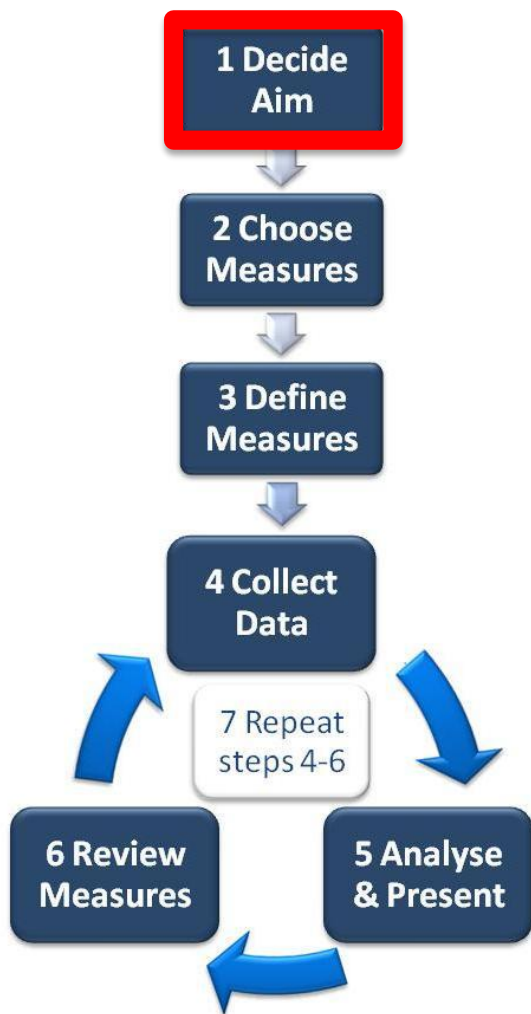 1 Decide
Aim
2 Choose
Measures
3 Define
Measures
4 Collect
Data
7 Repeat
steps 4-6
6 Review
Measures
5 Analyse
& Present